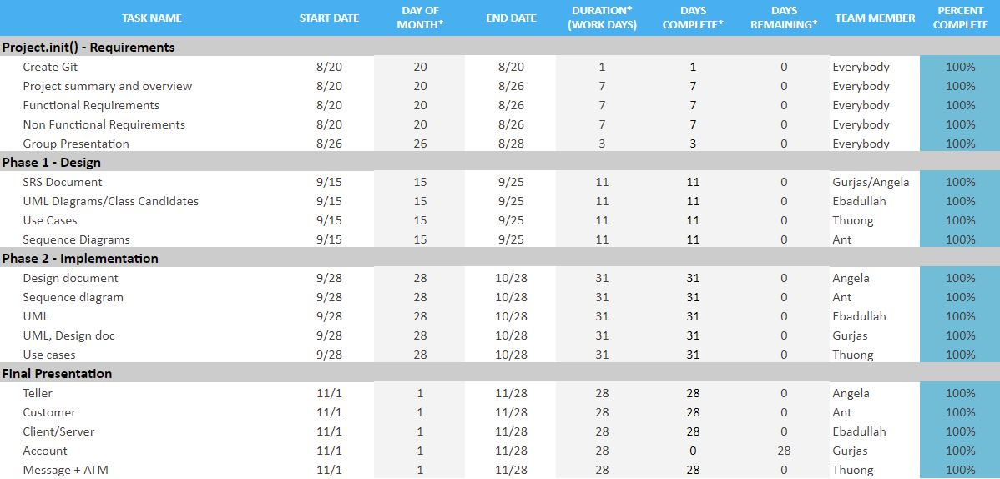 TASK NAME START DATE DAY OF MONTH* END DATE DURATION* (WORK DAYS) DAYS COMPLETE* DAYS REMAINING* TEAM MEMBER PERCENT COMPLETE
Project.init() - Requirements
Create Git 8/20 20 8/20 1 1 0 Everybody 100%
Project summary and overview 8/20 20 8/26 7 7 0 Everybody 100%
Functional Requirements 8/20 20 8/26 7 7 0 Everybody 100%
Non Functional Requirements 8/20 20 8/26 7 7 0 Everybody 100%
Group Presentation 8/26 26 8/28 3 3 0 Everybody 100%
Phase 1 - Design
SRS Document 9/15 15 9/25 11 11 0 Gurjas/Angela 100%
UML Diagrams/Class Candidates 9/15 15 9/25 11 11 0 Ebadullah 100%
Use Cases 9/15 15 9/25 11 11 0 Thuong 100%
Sequence Diagrams 9/15 15 9/25 11 11 0 Ant 100%
Phase 2 - Implementation
Design document 9/28 28 10/28 31 31 0 Angela 100%
Sequence diagram 9/28 28 10/28 31 31 0 Ant 100%
UML 9/28 28 10/28 31 31 0 Ebadullah 100%
UML, Design doc 9/28 28 10/28 31 31 0 Gurjas 100%
Use cases 9/28 28 10/28 31 31 0 Thuong 100%
Final Presentation
Teller 11/1 1 11/28 28 28 0 Angela 100%
Customer 11/1 1 11/28 28 28 0 Ant 100%
Client/Server 11/1 1 11/28 28 28 0 Ebadullah 100%
Account 11/1 1 11/28 28 0 28 Gurjas 100%
Message + ATM 11/1 1 11/28 28 28 0 Thuong 100%